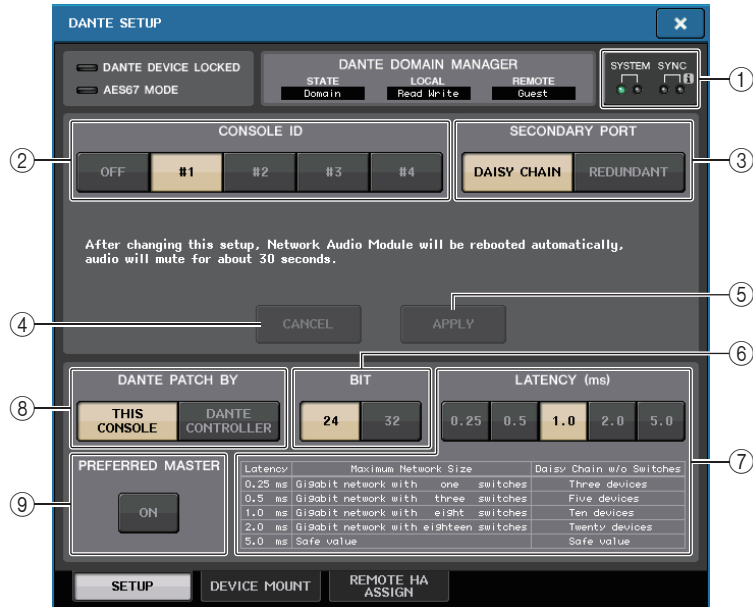 DANTE SETUP
×
DANTE DEVICE LOCKED
AES67 MODE
DANTE DOMAIN MANAGER
STATE LOCAL REMOTE
Domain Read Write Guest
SYSTEM SYNC
①
CONSOLE ID
OFF #1 #2 #3 #4
②
SECONDARY PORT
DAISY CHAIN REDUNDANT
③
After changing this setup, Network Audio Module will be rebooted automatically,
audio will mute for about 30 seconds.
④
CANCEL
APPLY
⑤
⑥
DANTE PATCH BY
THIS CONSOLE DANTE CONTROLLER
⑧
BIT
24 32
LATENCY (ms)
0.25 0.5 1.0 2.0 5.0
⑦
PREFERRED MASTER
ON
⑨
Latency Maximum Network Size Daisy Chain w/o Switches
0.25 ms Gigabit network with one switches Three devices
0.5 ms Gigabit network with three switches Five devices
1.0 ms Gigabit network with eight switches Ten devices
2.0 ms Gigabit network with eighteen switches Twenty devices
5.0 ms Safe value Safe value
SETUP DEVICE MOUNT REMOTE HA ASSIGN